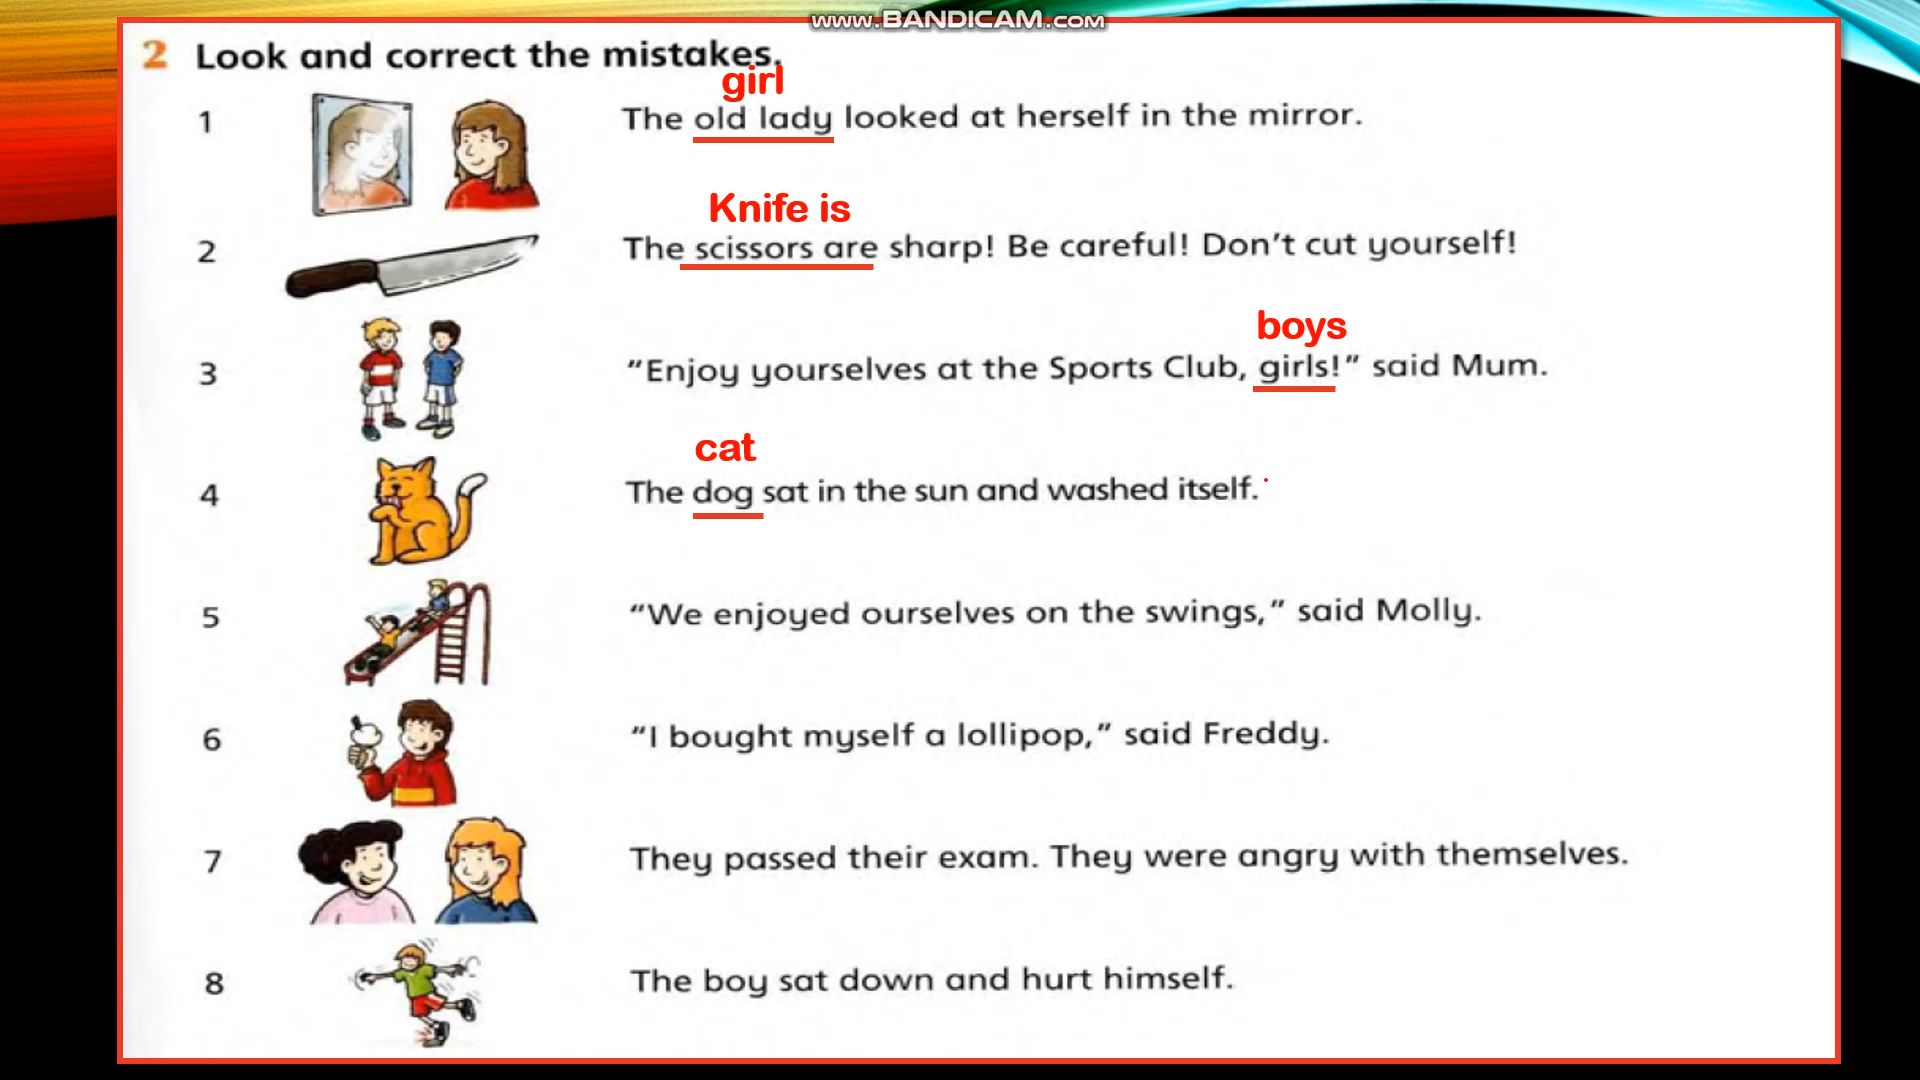 www.BANDICAM.com
2 Look and correct the mistakes.
girl
1 The old lady looked at herself in the mirror.
Knife is
2 The scissors are sharp! Be careful! Don't cut yourself!
boys
3 “Enjoy yourselves at the Sports Club, girls!” said Mum.
cat
4 The dog sat in the sun and washed itself.
5 “We enjoyed ourselves on the swings,” said Molly.
6 “I bought myself a lollipop,” said Freddy.
7 They passed their exam. They were angry with themselves.
8 The boy sat down and hurt himself.